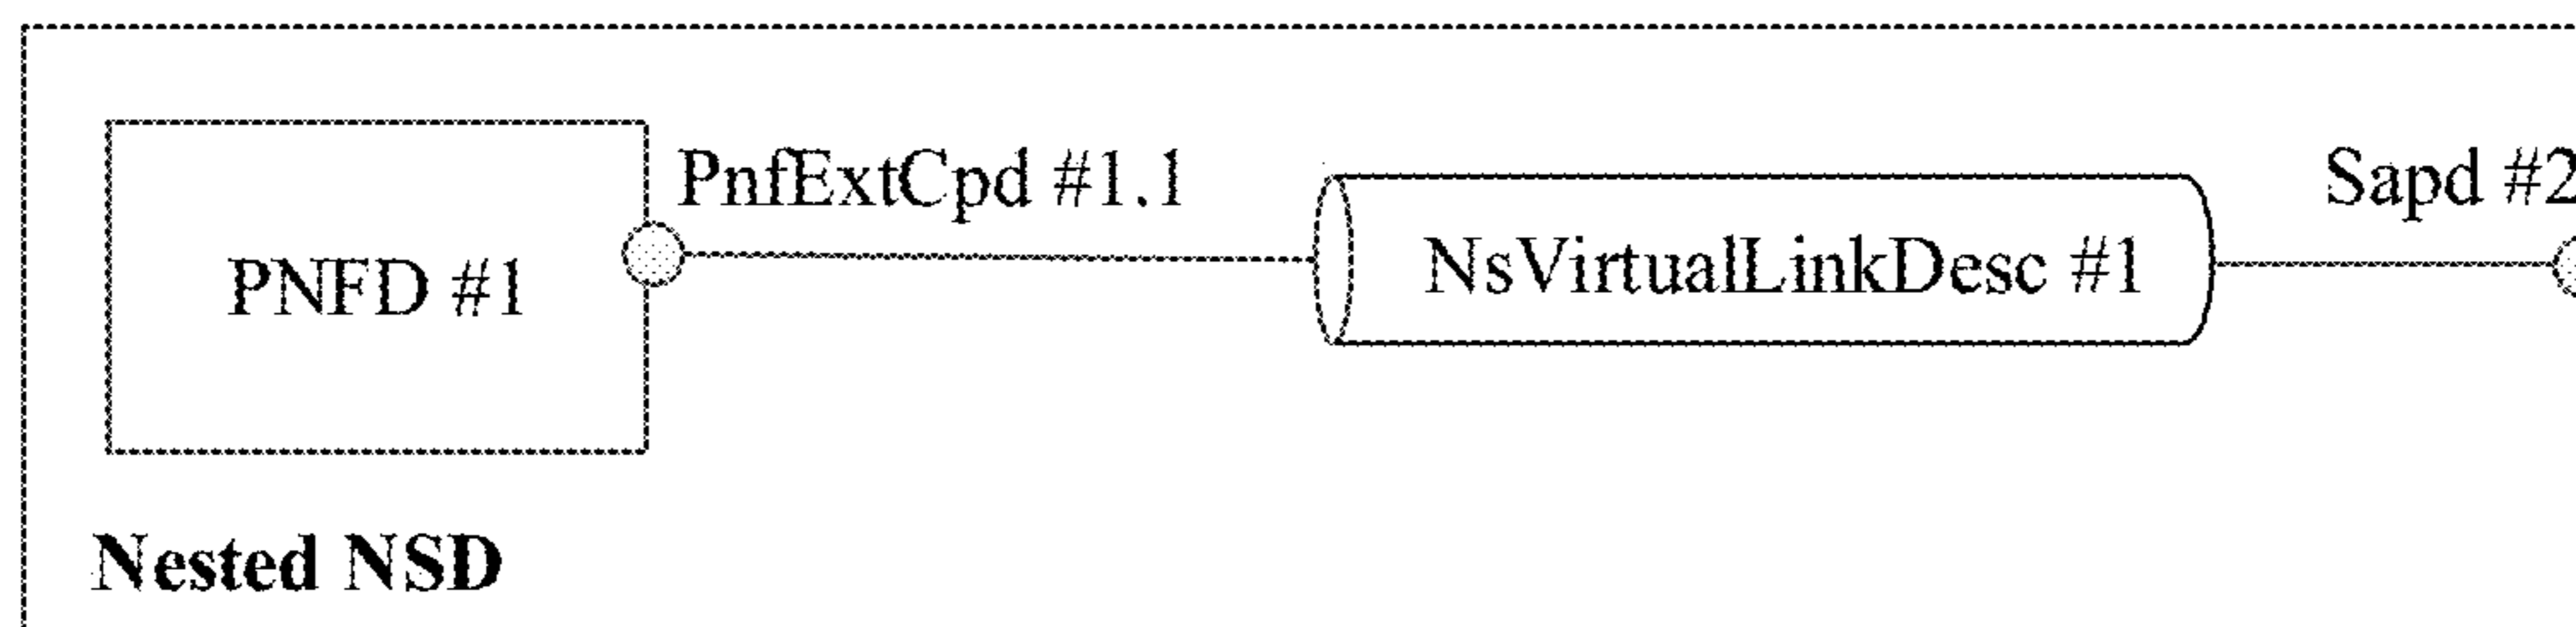 PnfExtCpd #1.1
Sapd #2
PNFD #1
NsVirtualLinkDesc #1
Nested NSD